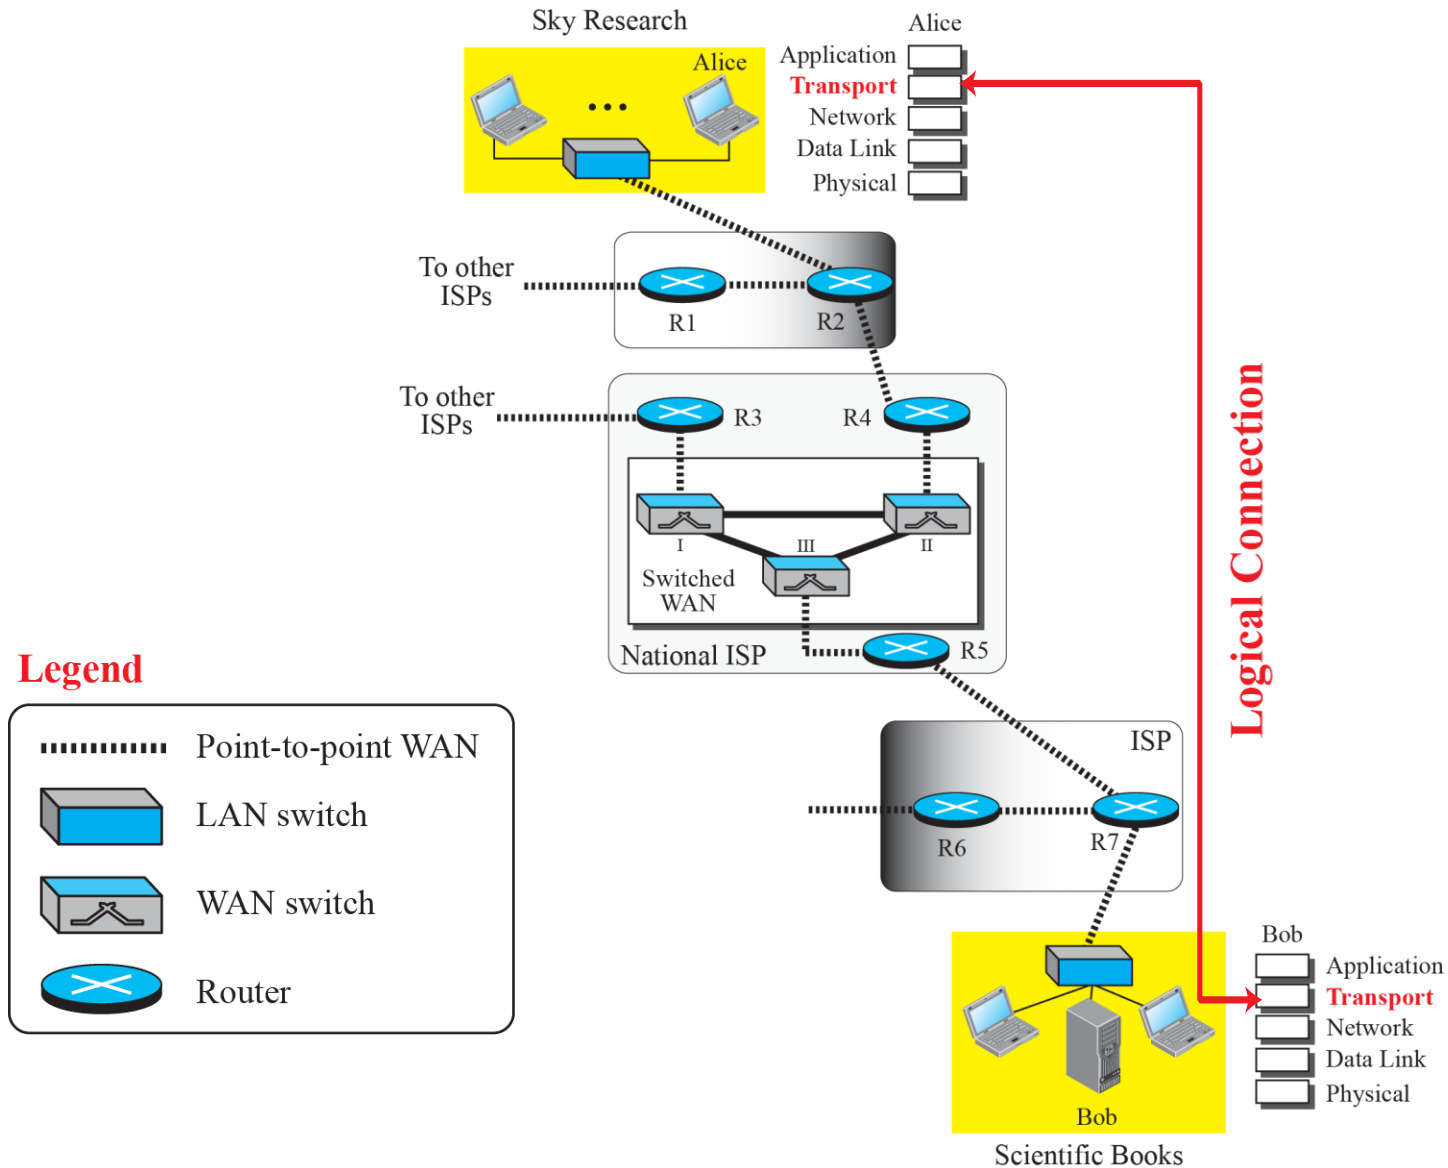 Sky Research
Alice
Alice
Application
Transport
Network
Data Link
Physical
To other
ISPs
R1
R2
To other
ISPs
R3
R4
I
III
II
Switched
WAN
National ISP
R5
Logical Connection
Legend
Point-to-point WAN
LAN switch
WAN switch
Router
ISP
R6
R7
Bob
Application
Transport
Network
Data Link
Physical
Bob
Scientific Books